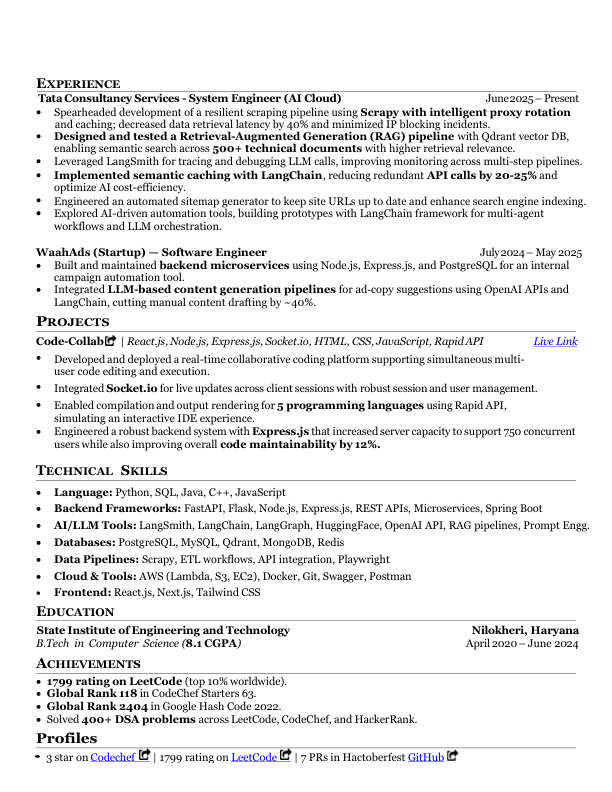 EXPERIENCE
Tata Consultancy Services - System Engineer (AI Cloud) June 2025 – Present
• Spearheaded development of a resilient scraping pipeline using Scrapy with intelligent proxy rotation
and caching; decreased data retrieval latency by 40% and minimized IP blocking incidents.
• Designed and tested a Retrieval-Augmented Generation (RAG) pipeline with Qdrant vector DB,
enabling semantic search across 500+ technical documents with higher retrieval relevance.
• Leveraged LangSmith for tracing and debugging LLM calls, improving monitoring across multi-step pipelines.
• Implemented semantic caching with LangChain, reducing redundant API calls by 20-25% and
optimize AI cost-efficiency.
• Engineered an automated sitemap generator to keep site URLs up to date and enhance search engine indexing.
• Explored AI-driven automation tools, building prototypes with LangChain framework for multi-agent
workflows and LLM orchestration.
WaahAds (Startup) — Software Engineer July 2024 – May 2025
• Built and maintained backend microservices using Node.js, Express.js, and PostgreSQL for an internal
campaign automation tool.
• Integrated LLM-based content generation pipelines for ad-copy suggestions using OpenAI APIs and
LangChain, cutting manual content drafting by ~40%.
PROJECTS
Code-Collab | React.js, Node.js, Express.js, Socket.io, HTML, CSS, JavaScript, Rapid API Live Link
• Developed and deployed a real-time collaborative coding platform supporting simultaneous multi-
user code editing and execution.
• Integrated Socket.io for live updates across client sessions with robust session and user management.
• Enabled compilation and output rendering for 5 programming languages using Rapid API,
simulating an interactive IDE experience.
• Engineered a robust backend system with Express.js that increased server capacity to support 750 concurrent
users while also improving overall code maintainability by 12%.
TECHNICAL SKILLS
• Language: Python, SQL, Java, C++, JavaScript
• Backend Frameworks: FastAPI, Flask, Node.js, Express.js, REST APIs, Microservices, Spring Boot
• AI/LLM Tools: LangSmith, LangChain, LangGraph, HuggingFace, OpenAI API, RAG pipelines, Prompt Engg.
• Databases: PostgreSQL, MySQL, Qdrant, MongoDB, Redis
• Data Pipelines: Scrapy, ETL workflows, API integration, Playwright
• Cloud & Tools: AWS (Lambda, S3, EC2), Docker, Git, Swagger, Postman
• Frontend: React.js, Next.js, Tailwind CSS
EDUCATION
State Institute of Engineering and Technology Nilokheri, Haryana
B.Tech in Computer Science (8.1 CGPA) April 2020 – June 2024
ACHIEVEMENTS
• 1799 rating on LeetCode (top 10% worldwide).
• Global Rank 118 in CodeChef Starters 63.
• Global Rank 2404 in Google Hash Code 2022.
• Solved 400+ DSA problems across LeetCode, CodeChef, and HackerRank.
Profiles
• 3 star on Codechef | 1799 rating on LeetCode | 7 PRs in Hactoberfest GitHub